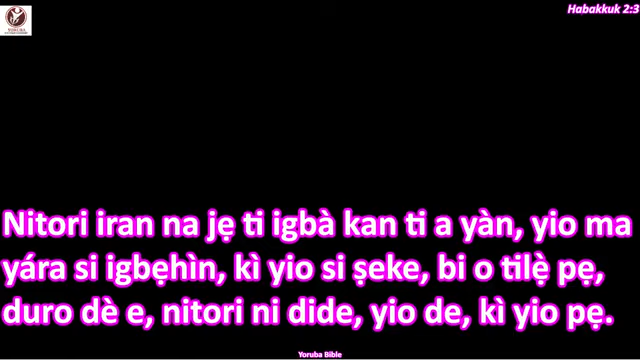 Habakkuk 2:3
Nitori iran na jẹ ti igbà kan ti a yàn, yio ma
yára si igbẹhìn, kì yio si ṣeke, bi o tilẹ̀ pẹ,
duro dè e, nitori ni dide, yio de, kì yio pẹ.
Yoruba Bible